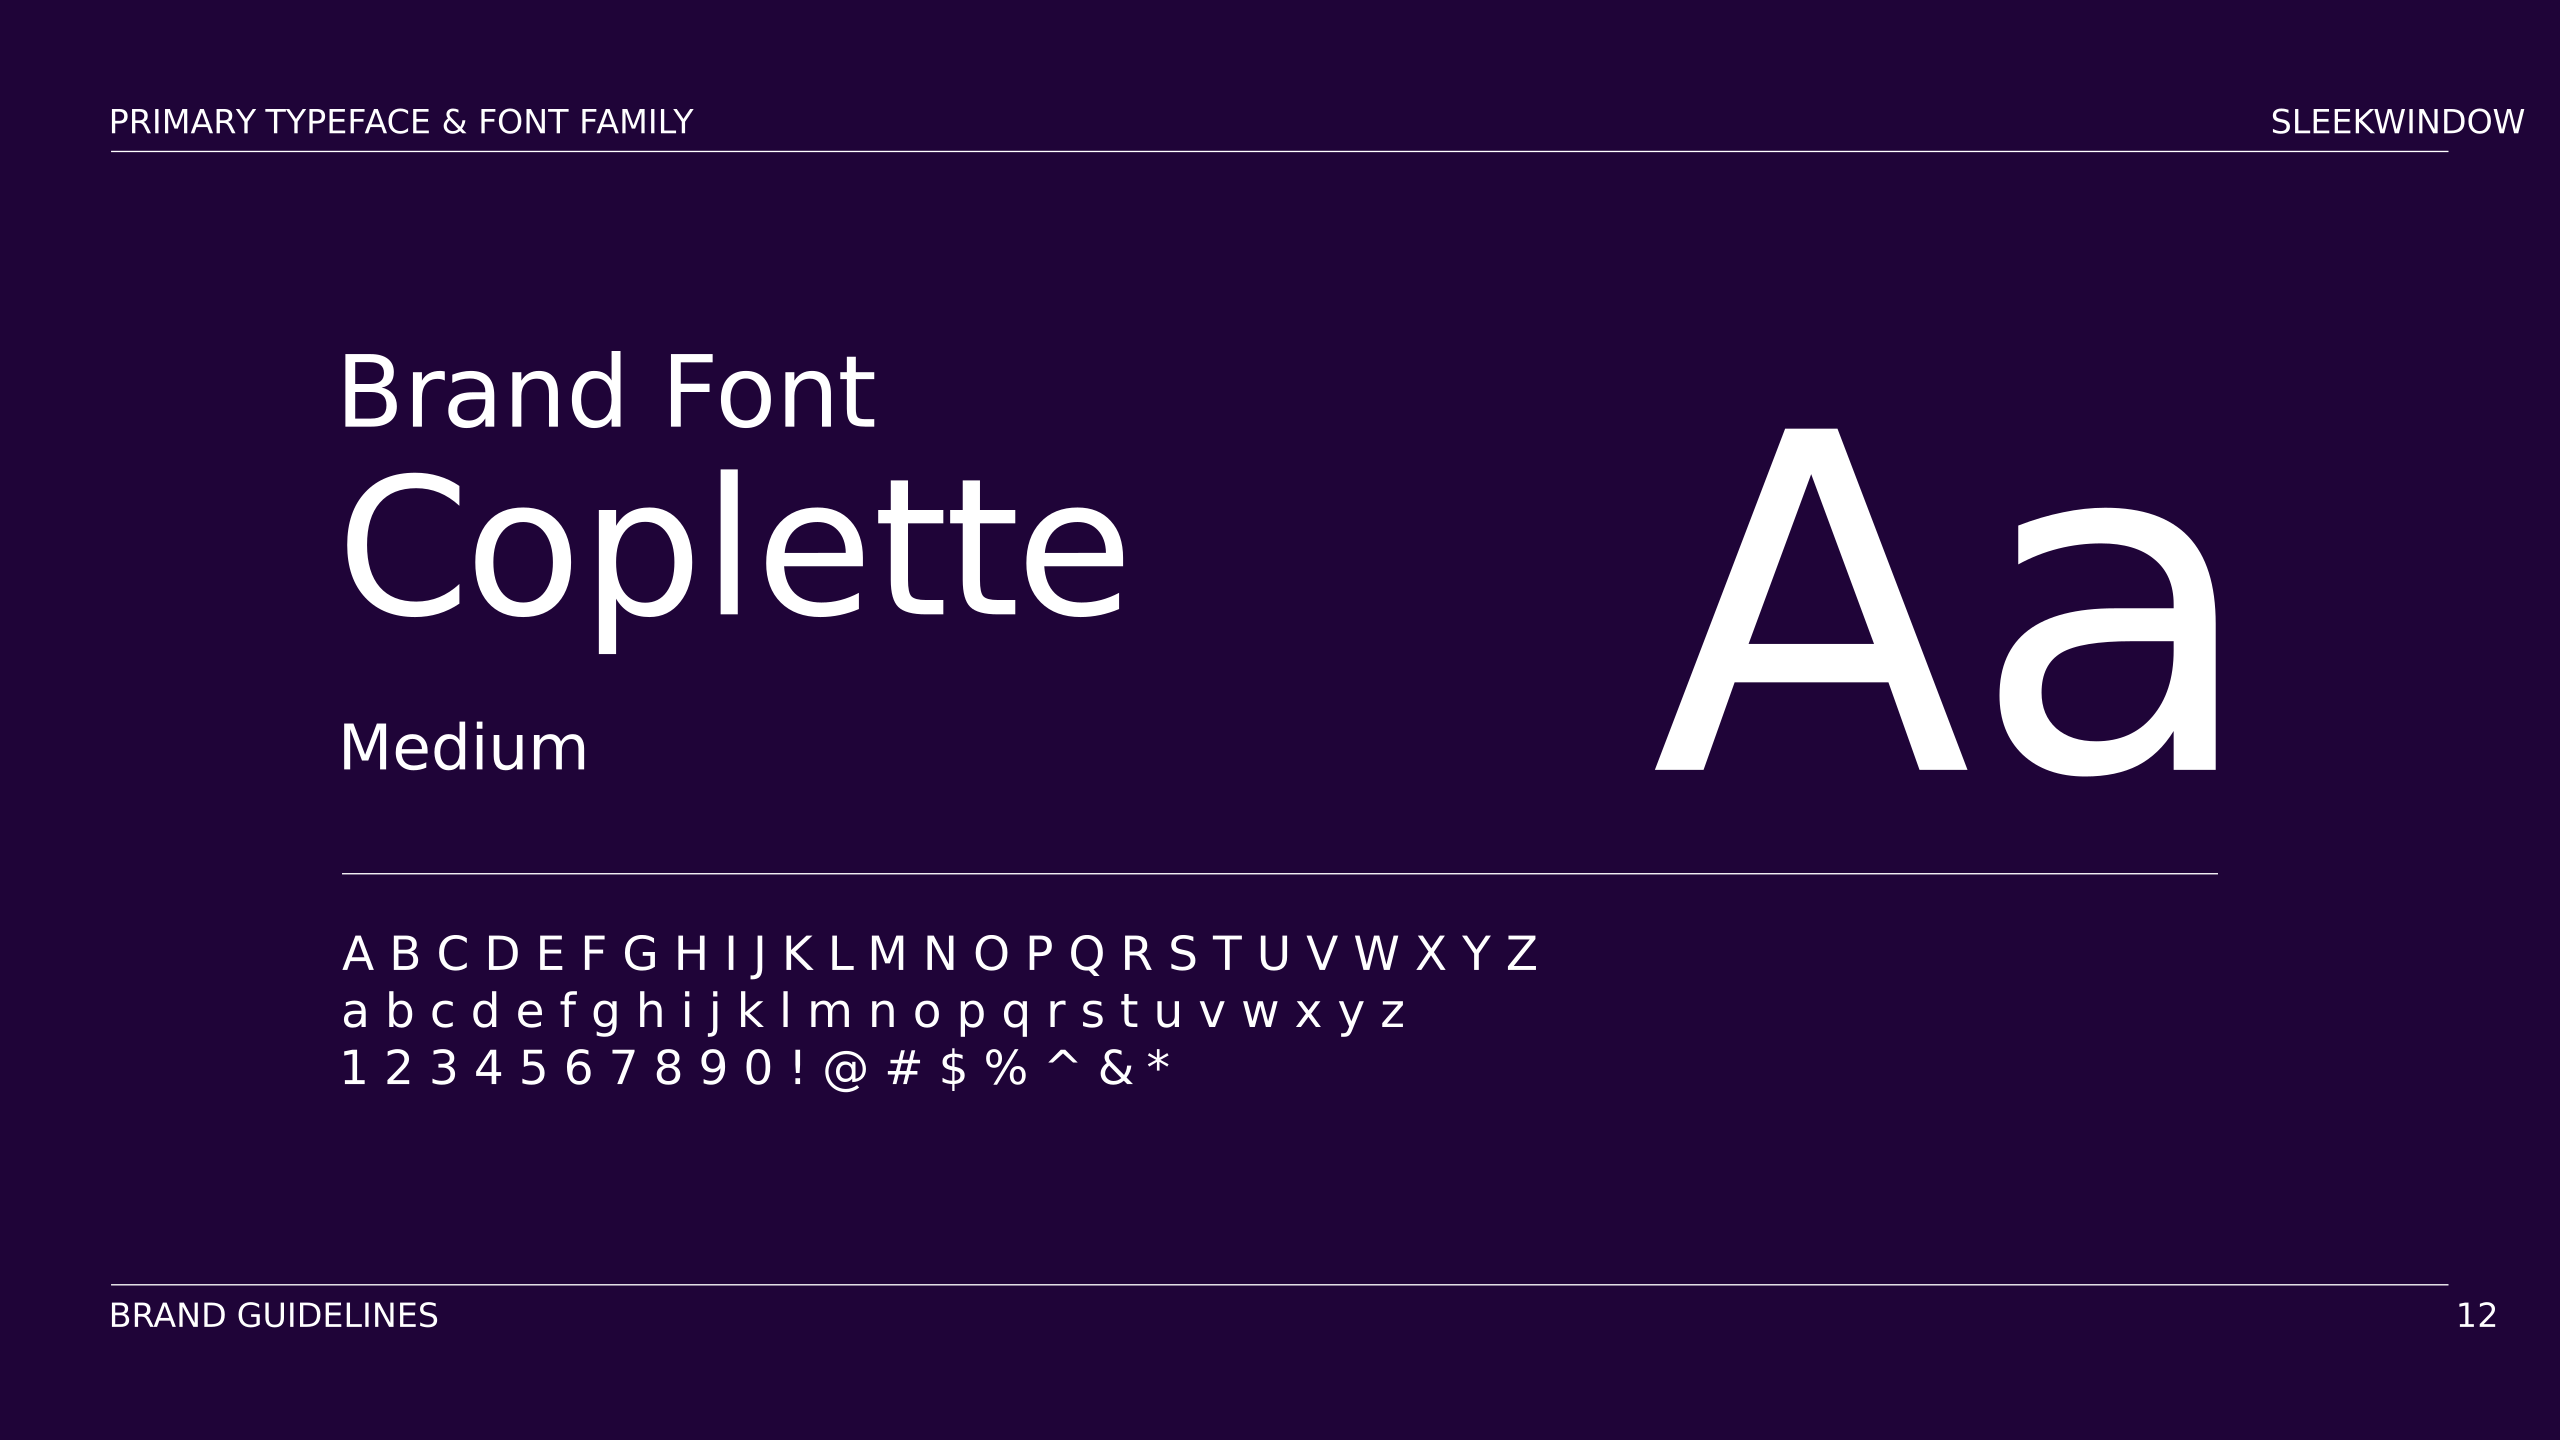 PRIMARY TYPEFACE & FONT FAMILY
SLEEKWINDOW
Brand Font
Coplette
Medium
Aa
A B C D E F G H I J K L M N O P Q R S T U V W X Y Z
a b c d e f g h i j k l m n o p q r s t u v w x y z
1 2 3 4 5 6 7 8 9 0 ! @ # $ % ^ & *
BRAND GUIDELINES
12